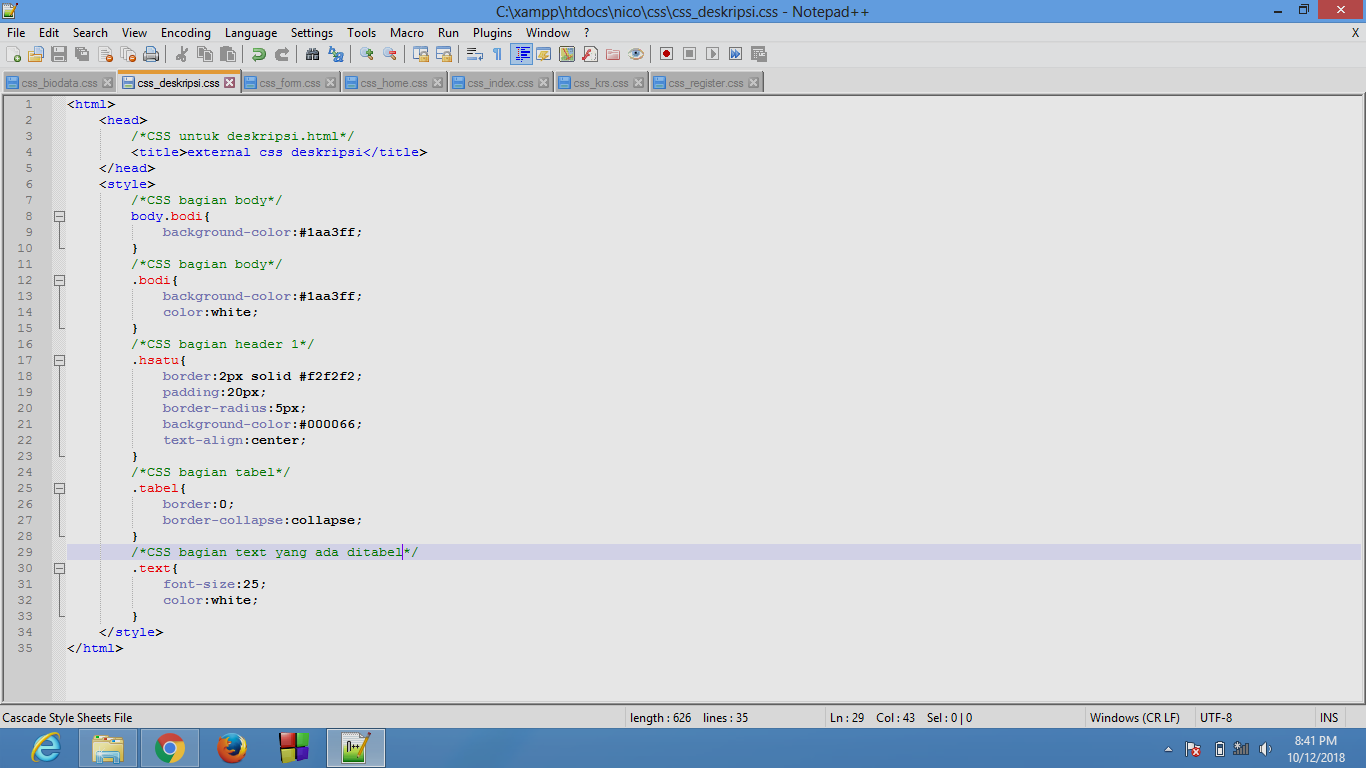 C:\xampp\htdocs\nico\css\css_deskripsi.css - Notepad++
File Edit Search View Encoding Language Settings Tools Macro Run Plugins Window ? X
css_biodata.css css_deskripsi.css css_form.css css_home.css css_index.css css_krs.css css_register.css
1 <html>
2 <head>
3 /*CSS untuk deskripsi.html*/
4 <title>external css deskripsi</title>
5 </head>
6 <style>
7 /*CSS bagian body*/
8 body.bodi{
9 background-color:#1aa3ff;
10 }
11 /*CSS bagian body*/
12 .bodi{
13 background-color:#1aa3ff;
14 color:white;
15 }
16 /*CSS bagian header 1*/
17 .hsatu{
18 border:2px solid #f2f2f2;
19 padding:20px;
20 border-radius:5px;
21 background-color:#000066;
22 text-align:center;
23 }
24 /*CSS bagian tabel*/
25 .tabel{
26 border:0;
27 border-collapse:collapse;
28 }
29 /*CSS bagian text yang ada ditabel*/
30 .text{
31 font-size:25;
32 color:white;
33 }
34 </style>
35 </html>
Cascade Style Sheets File length : 626 lines : 35 Ln : 29 Col : 43 Sel : 0 | 0 Windows (CR LF) UTF-8 INS
8:41 PM
10/12/2018